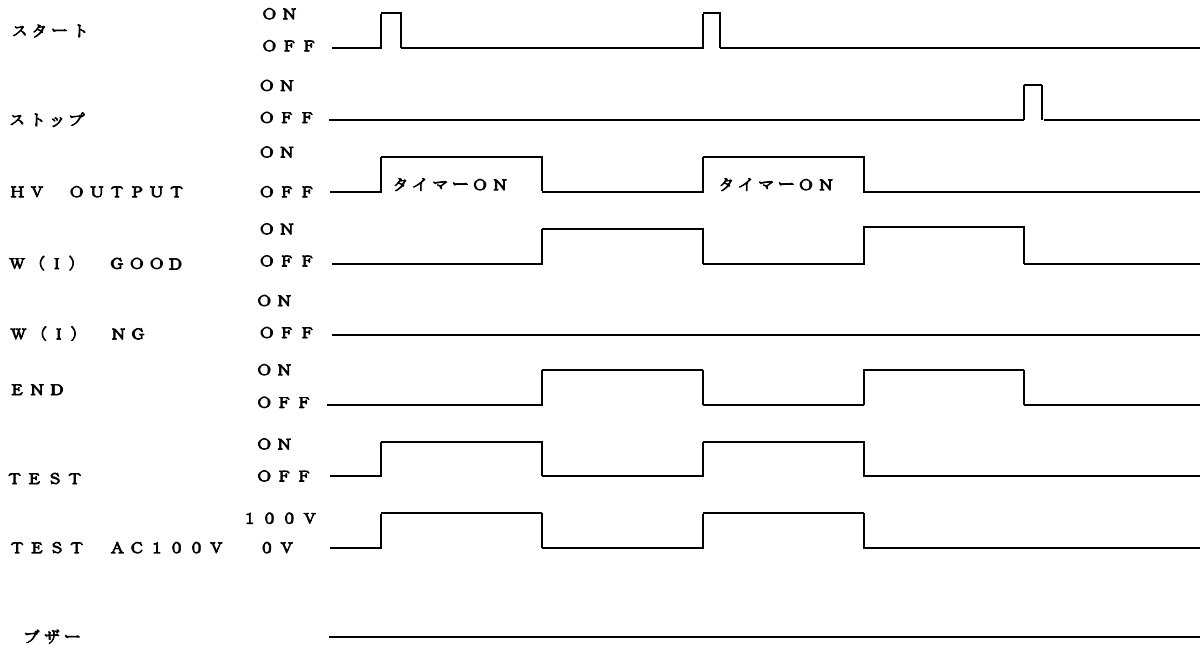 ON
スタート
OFF
ON
ストップ OFF
ON
HV OUTPUT OFF タイマーON タイマーON
ON
W(I) GOOD OFF
ON
W(I) NG OFF
ON
END
OFF
ON
TEST OFF
100V
TEST AC100V 0V
ブザー